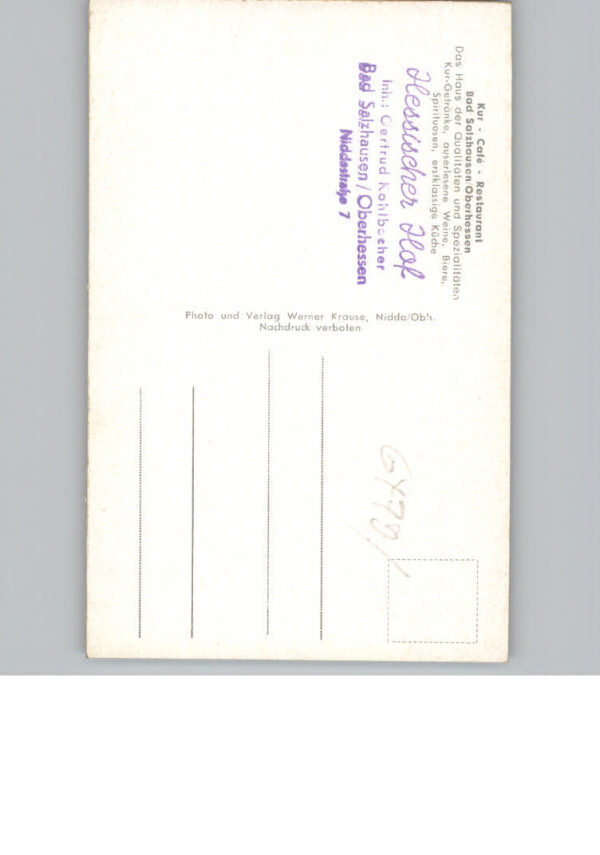 Kur - Café - Restaurant
Bad Salzhausen/Oberhessen
Das Haus der Qualitäten und Spezialitäten
Kur-Getränke, auserlesene Weine, Biere,
Spirituosen, erstklassige Küche
Hessischer Hof
Inh.: Gertrud Kohlbacher
Bad Salzhausen/Oberhessen
Niddastraße 7
Photo und Verlag Werner Krause, Nidda/Obh.
Nachdruck verboten